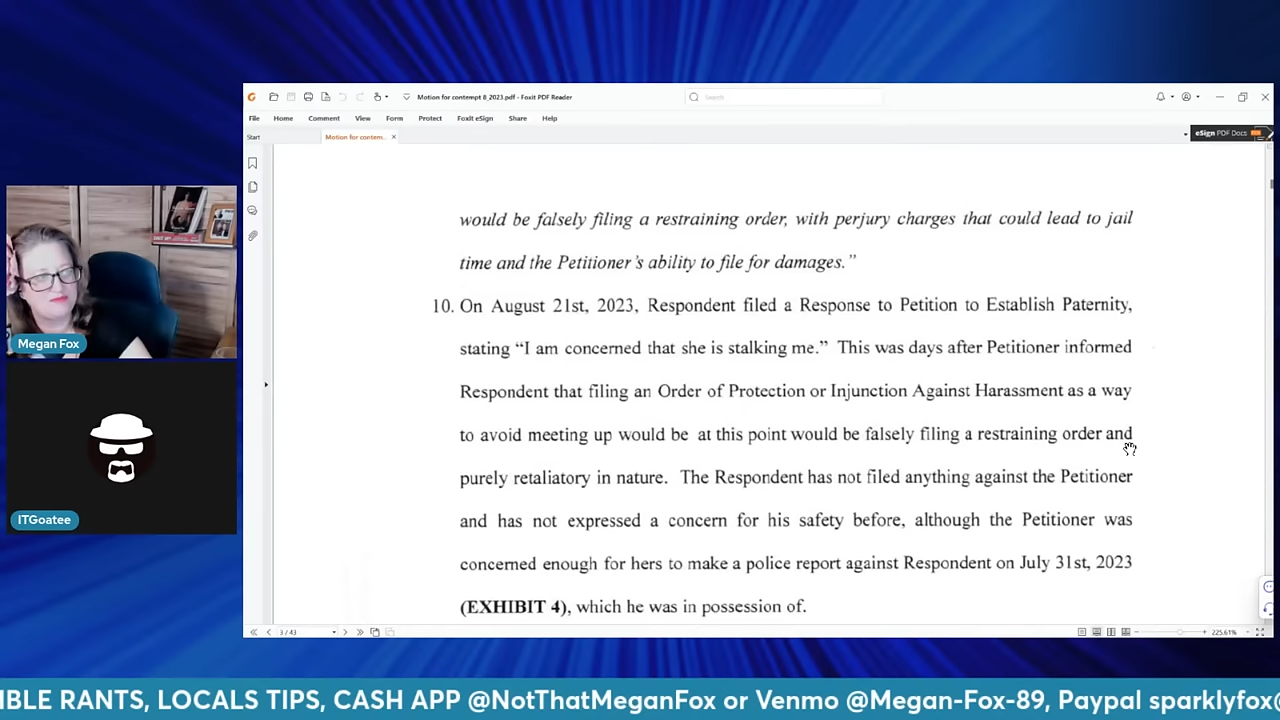 Motion for contempt 8_2023.pdf - Foxit PDF Reader
Search
File Home Comment View Form Protect Foxit eSign Share Help
Start
Motion for contem..
eSign PDF Docs
would be falsely filing a restraining order, with perjury charges that could lead to jail
time and the Petitioner's ability to file for damages."
10. On August 21st, 2023, Respondent filed a Response to Petition to Establish Paternity,
stating "I am concerned that she is stalking me." This was days after Petitioner informed
Respondent that filing an Order of Protection or Injunction Against Harassment as a way
to avoid meeting up would be at this point would be falsely filing a restraining order and
purely retaliatory in nature. The Respondent has not filed anything against the Petitioner
and has not expressed a concern for his safety before, although the Petitioner was
concerned enough for hers to make a police report against Respondent on July 31st, 2023
(EXHIBIT 4), which he was in possession of.
3 / 43
225.61%
Megan Fox
ITGoatee
IBLE RANTS, LOCALS TIPS, CASH APP @NotThatMeganFox or Venmo @Megan-Fox-89, Paypal sparklyfox@